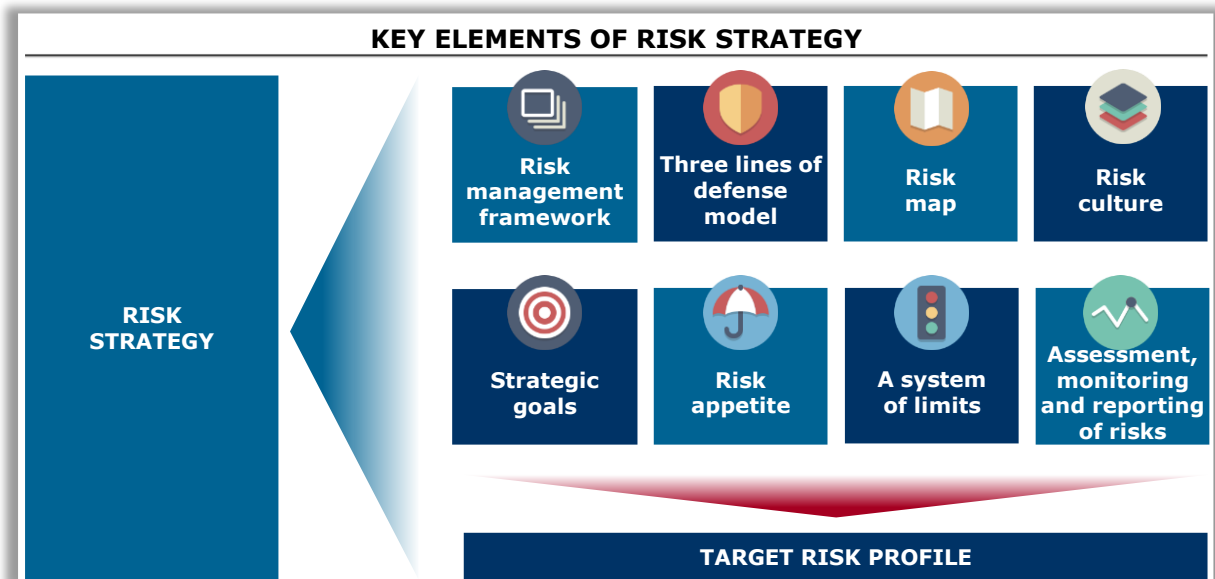 KEY ELEMENTS OF RISK STRATEGY
RISK
STRATEGY
Risk
management
framework
Three lines of
defense
model
Risk
map
Risk
culture
Strategic
goals
Risk
appetite
A system
of limits
Assessment,
monitoring
and reporting
of risks
TARGET RISK PROFILE